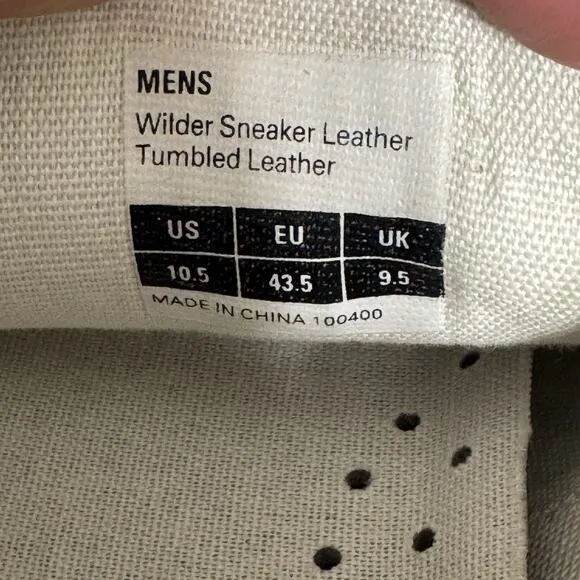 MENS
Wilder Sneaker Leather
Tumbled Leather
US EU UK
10.5 43.5 9.5
MADE IN CHINA 100400